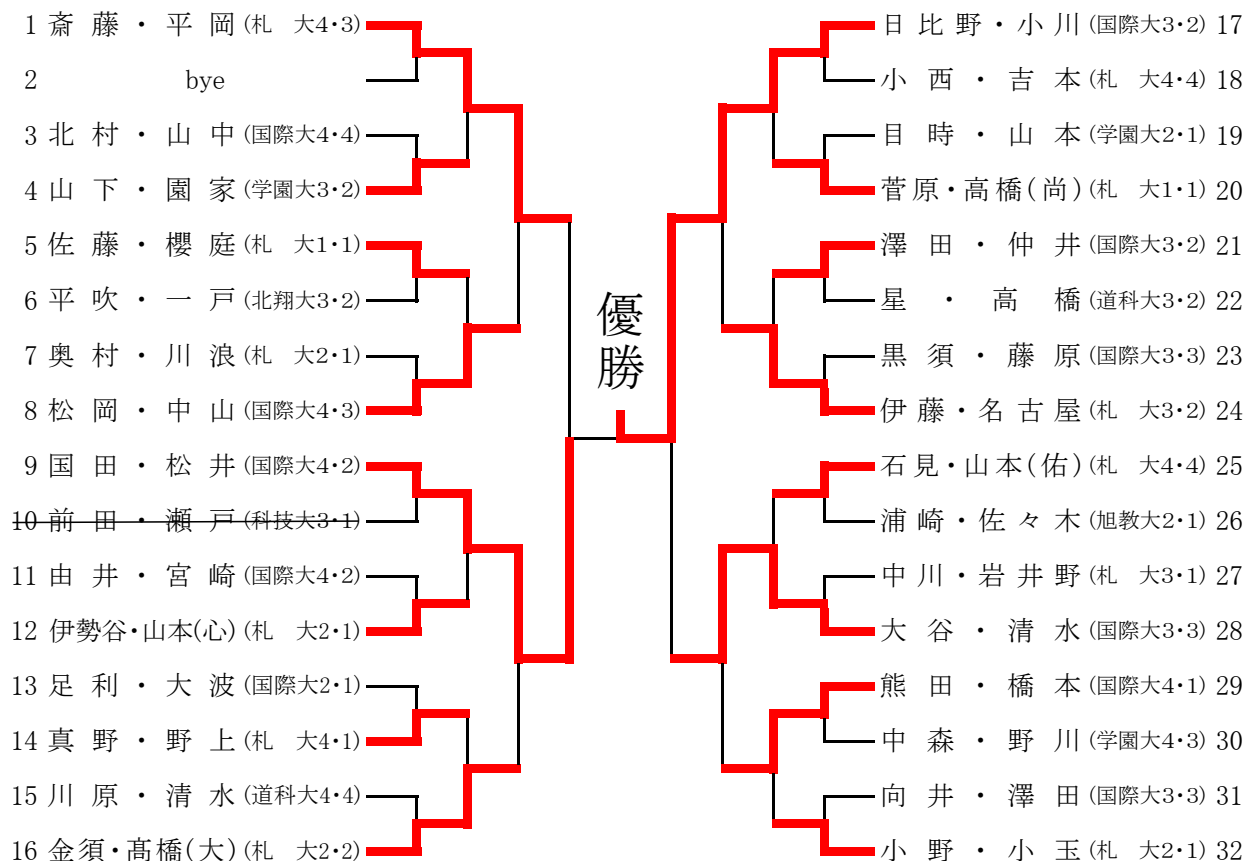 1 斎藤・平岡 (札 大4・3)
2 bye
3 北村・山中 (国際大4・4)
4 山下・園家 (学園大3・2)
5 佐藤・櫻庭 (札 大1・1)
6 平吹・一戸 (北翔大3・2)
7 奥村・川浪 (札 大2・1)
8 松岡・中山 (国際大4・3)
9 国田・松井 (国際大4・2)
10 前田・瀬戸 (科技大3・1)
11 由井・宮崎 (国際大4・2)
12 伊勢谷・山本(心) (札 大2・1)
13 足利・大波 (国際大2・1)
14 真野・野上 (札 大4・1)
15 川原・清水 (道科大4・4)
16 金須・髙橋(大) (札 大2・2)
優勝
日比野・小川 (国際大3・2) 17
小西・吉本 (札 大4・4) 18
目時・山本 (学園大2・1) 19
菅原・高橋(尚) (札 大1・1) 20
澤田・仲井 (国際大3・2) 21
星・高橋 (道科大3・2) 22
黒須・藤原 (国際大3・3) 23
伊藤・名古屋 (札 大3・2) 24
石見・山本(佑) (札 大4・4) 25
浦崎・佐々木 (旭教大2・1) 26
中川・岩井野 (札 大3・1) 27
大谷・清水 (国際大3・3) 28
熊田・橋本 (国際大4・1) 29
中森・野川 (学園大4・3) 30
向井・澤田 (国際大3・3) 31
小野・小玉 (札 大2・1) 32